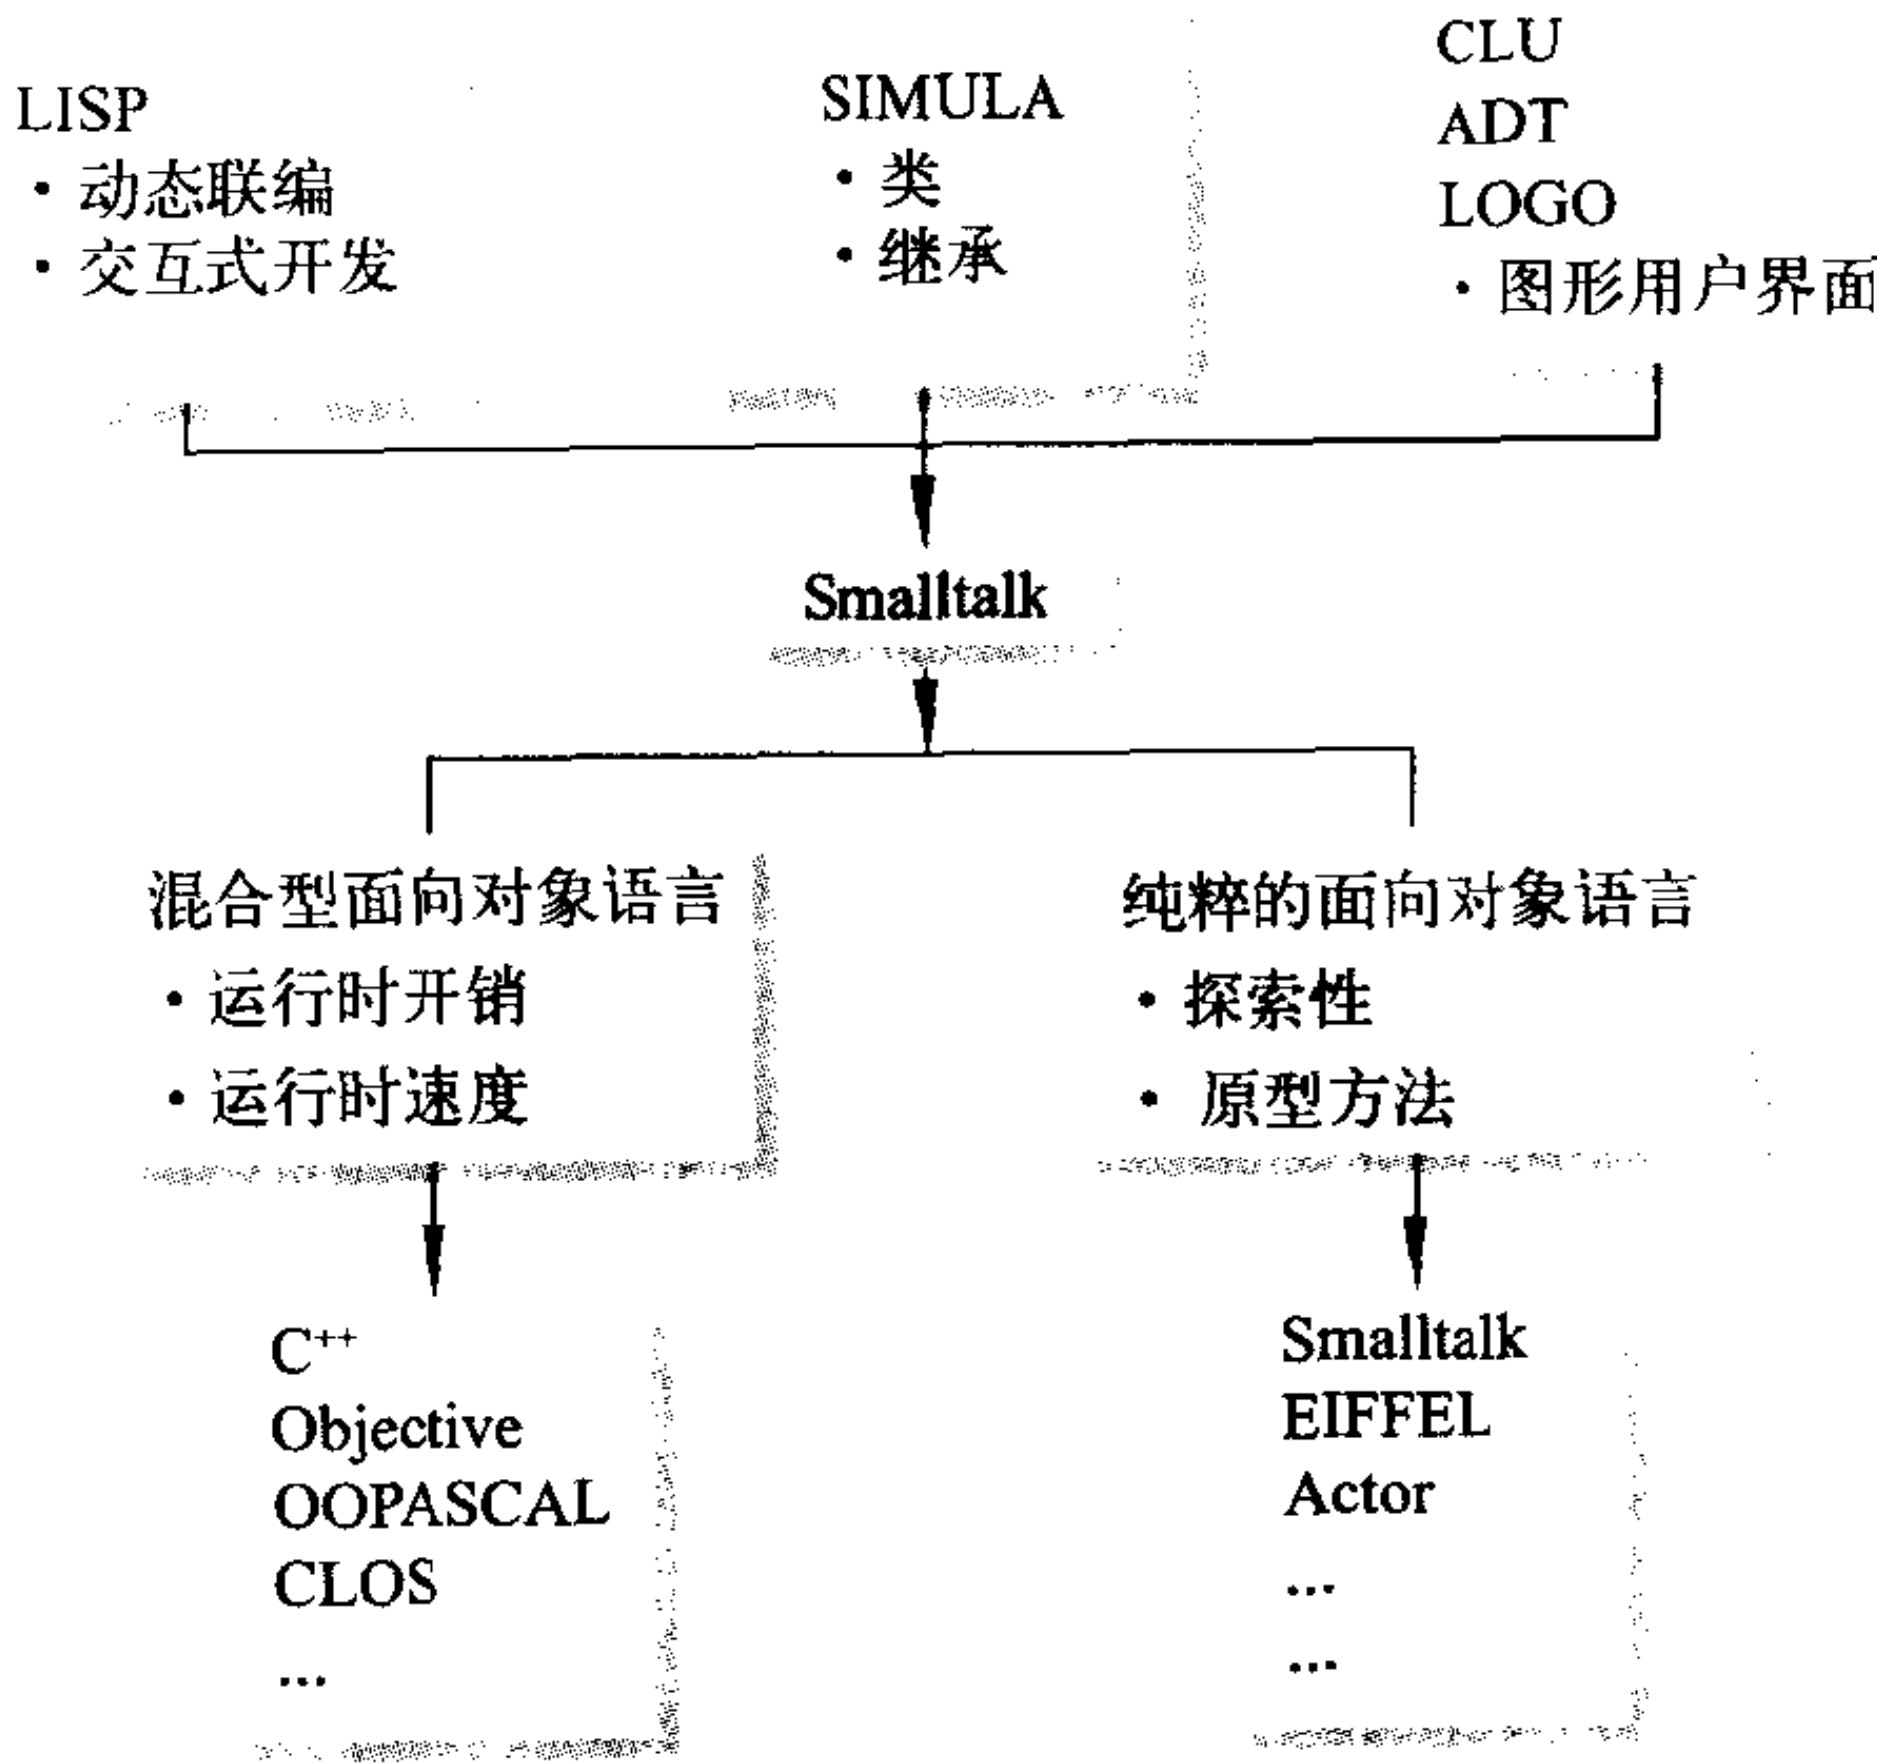 LISP
· 动态联编
· 交互式开发
SIMULA
· 类
· 继承
CLU
ADT
LOGO
· 图形用户界面
Smalltalk
混合型面向对象语言
· 运行时开销
· 运行时速度
纯粹的面向对象语言
· 探索性
· 原型方法
C++
Objective
OOPASCAL
CLOS
...
Smalltalk
EIFFEL
Actor
...
...